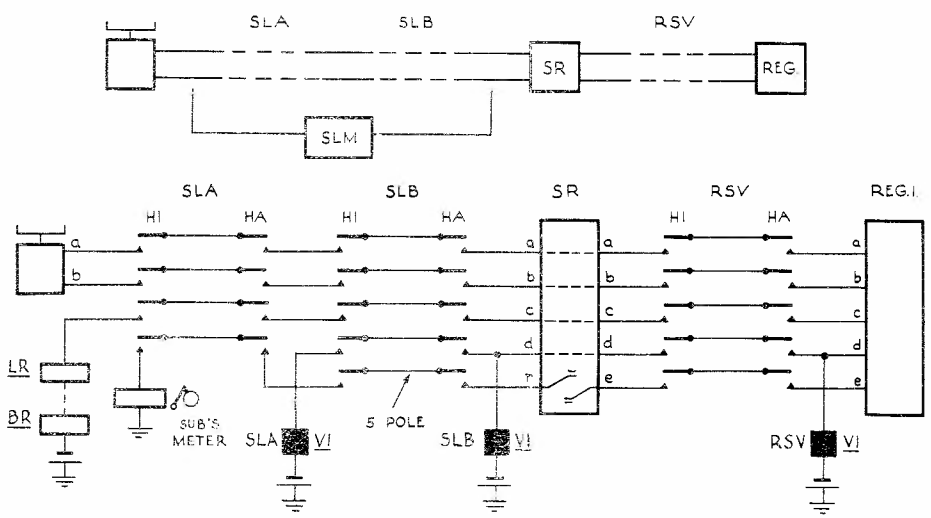 SLA SLB RSV
SR REG.
SLM
SLA SLB SR RSV REG.I.
HI HA HI HA HI HA
a a a a
b b b b
c c c
d d d
r e e
LR
BR
SUB'S
METER
5 POLE
SLA VI SLB VI RSV VI